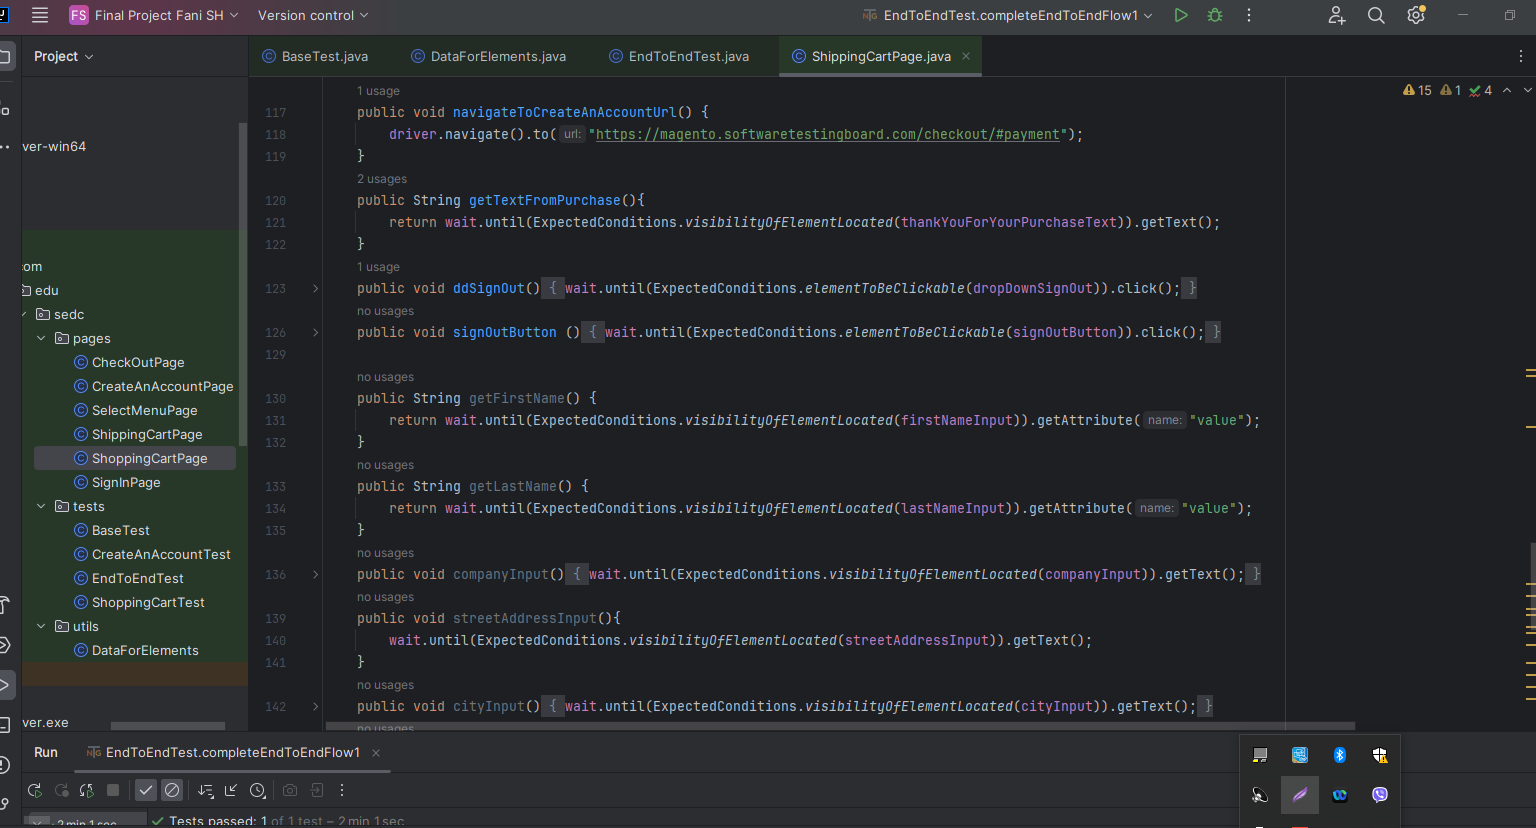 FS Final Project Fani SH Version control EndToEndTest.completeEndToEndFlow1
Project BaseTest.java DataForElements.java EndToEndTest.java ShippingCartPage.java
15 1 4
1 usage
117 public void navigateToCreateAnAccountUrl() {
118 driver.navigate().to( url: "https://magento.softwaretestingboard.com/checkout/#payment");
119 }
2 usages
120 public String getTextFromPurchase(){
121 return wait.until(ExpectedConditions.visibilityOfElementLocated(thankYouForYourPurchaseText)).getText();
122 }
1 usage
123 public void ddSignOut() { wait.until(ExpectedConditions.elementToBeClickable(dropDownSignOut)).click(); }
no usages
126 public void signOutButton () { wait.until(ExpectedConditions.elementToBeClickable(signOutButton)).click(); }
129
no usages
130 public String getFirstName() {
131 return wait.until(ExpectedConditions.visibilityOfElementLocated(firstNameInput)).getAttribute( name: "value");
132 }
no usages
133 public String getLastName() {
134 return wait.until(ExpectedConditions.visibilityOfElementLocated(lastNameInput)).getAttribute( name: "value");
135 }
no usages
136 public void companyInput() { wait.until(ExpectedConditions.visibilityOfElementLocated(companyInput)).getText(); }
no usages
139 public void streetAddressInput(){
140 wait.until(ExpectedConditions.visibilityOfElementLocated(streetAddressInput)).getText();
141 }
no usages
142 public void cityInput() { wait.until(ExpectedConditions.visibilityOfElementLocated(cityInput)).getText(); }
no usages
ver-win64
com
edu
sedc
pages
CheckOutPage
CreateAnAccountPage
SelectMenuPage
ShippingCartPage
ShoppingCartPage
SignInPage
tests
BaseTest
CreateAnAccountTest
EndToEndTest
ShoppingCartTest
utils
DataForElements
ver.exe
Run EndToEndTest.completeEndToEndFlow1
2 min 1 sec Tests passed: 1 of 1 test – 2 min 1 sec